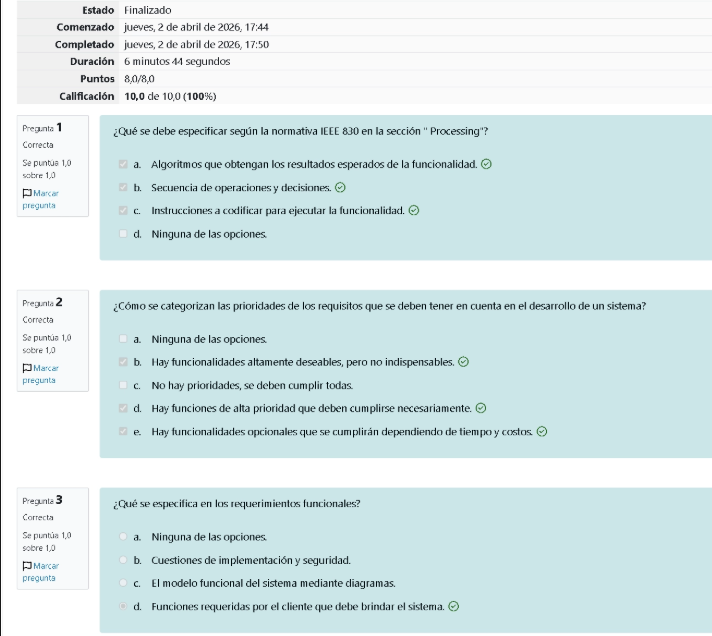 Estado Finalizado
Comenzado jueves, 2 de abril de 2026, 17:44
Completado jueves, 2 de abril de 2026, 17:50
Duración 6 minutos 44 segundos
Puntos 8,0/8,0
Calificación 10,0 de 10,0 (100%)
Pregunta 1
Correcta
Se puntúa 1,0
sobre 1,0
Marcar
pregunta
¿Qué se debe especificar según la normativa IEEE 830 en la sección " Processing"?
a. Algoritmos que obtengan los resultados esperados de la funcionalidad.
b. Secuencia de operaciones y decisiones.
c. Instrucciones a codificar para ejecutar la funcionalidad.
d. Ninguna de las opciones.
Pregunta 2
Correcta
Se puntúa 1,0
sobre 1,0
Marcar
pregunta
¿Cómo se categorizan las prioridades de los requisitos que se deben tener en cuenta en el desarrollo de un sistema?
a. Ninguna de las opciones.
b. Hay funcionalidades altamente deseables, pero no indispensables.
c. No hay prioridades, se deben cumplir todas.
d. Hay funciones de alta prioridad que deben cumplirse necesariamente.
e. Hay funcionalidades opcionales que se cumplirán dependiendo de tiempo y costos.
Pregunta 3
Correcta
Se puntúa 1,0
sobre 1,0
Marcar
pregunta
¿Qué se especifica en los requerimientos funcionales?
a. Ninguna de las opciones.
b. Cuestiones de implementación y seguridad.
c. El modelo funcional del sistema mediante diagramas.
d. Funciones requeridas por el cliente que debe brindar el sistema.